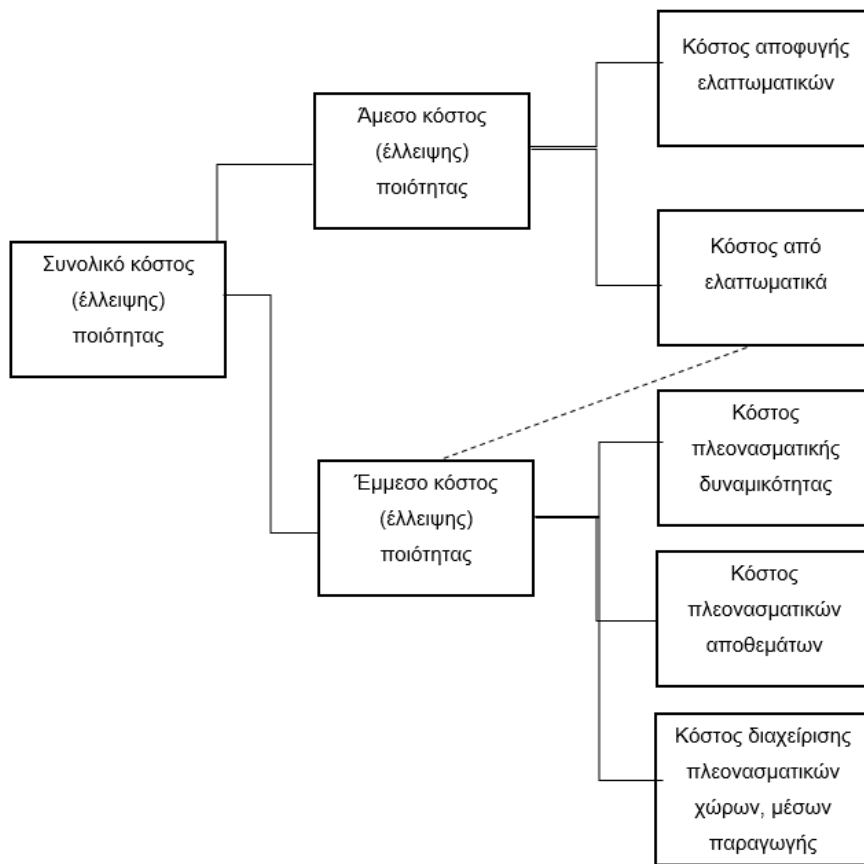 Κόστος αποφυγής
ελαττωματικών
Άμεσο κόστος
(έλλειψης)
ποιότητας
Κόστος από
ελαττωματικά
Συνολικό κόστος
(έλλειψης)
ποιότητας
Κόστος
πλεονασματικής
δυναμικότητας
Έμμεσο κόστος
(έλλειψης)
ποιότητας
Κόστος
πλεονασματικών
αποθεμάτων
Κόστος διαχείρισης
πλεονασματικών
χώρων, μέσων
παραγωγής